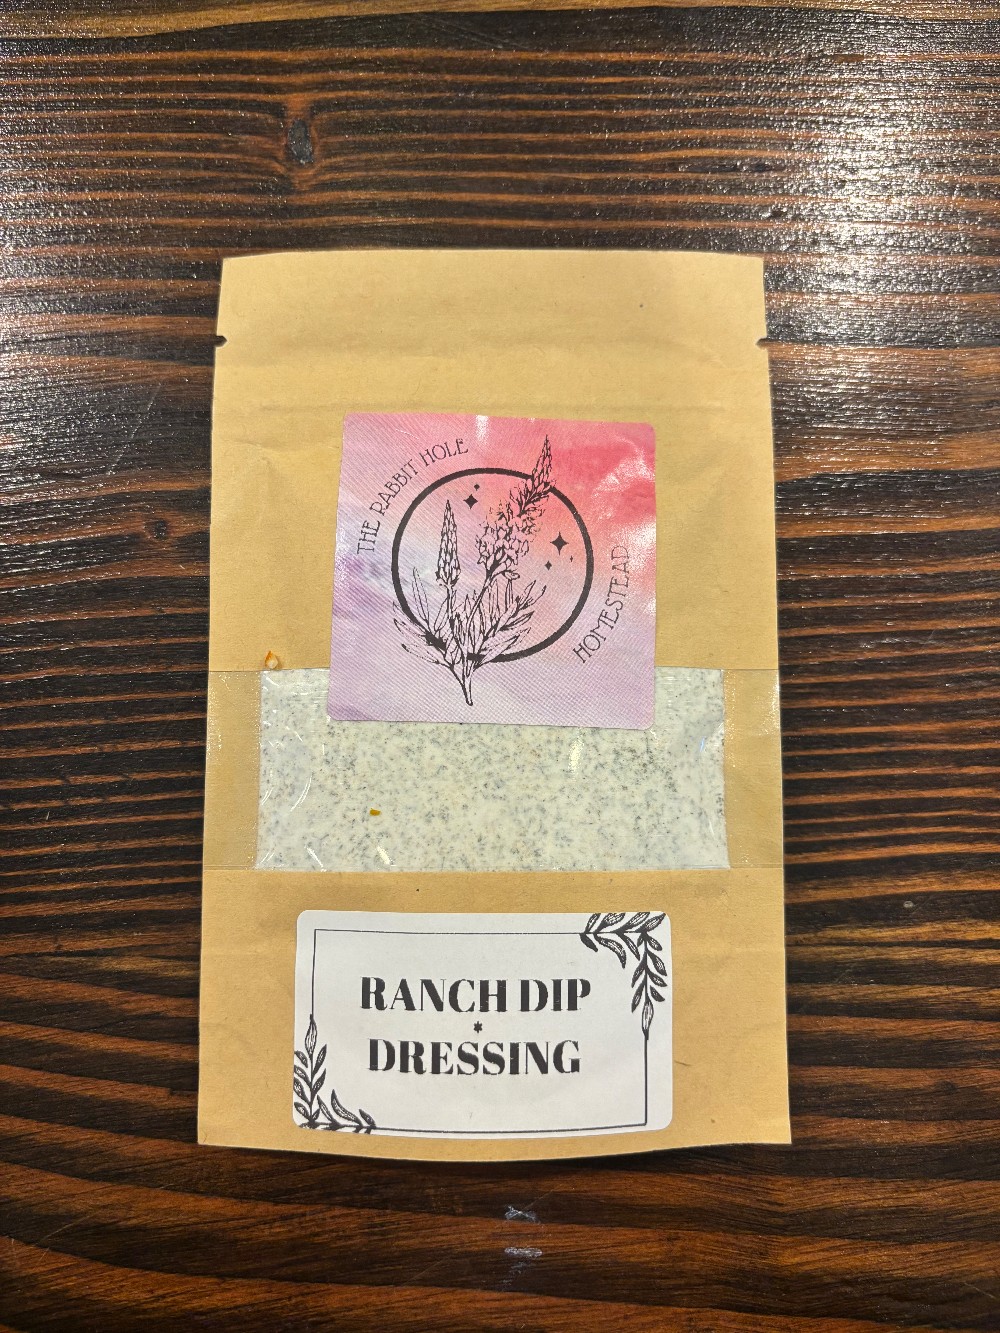 THE RABBIT HOLE
HOMESTEAD
RANCH DIP
*
DRESSING